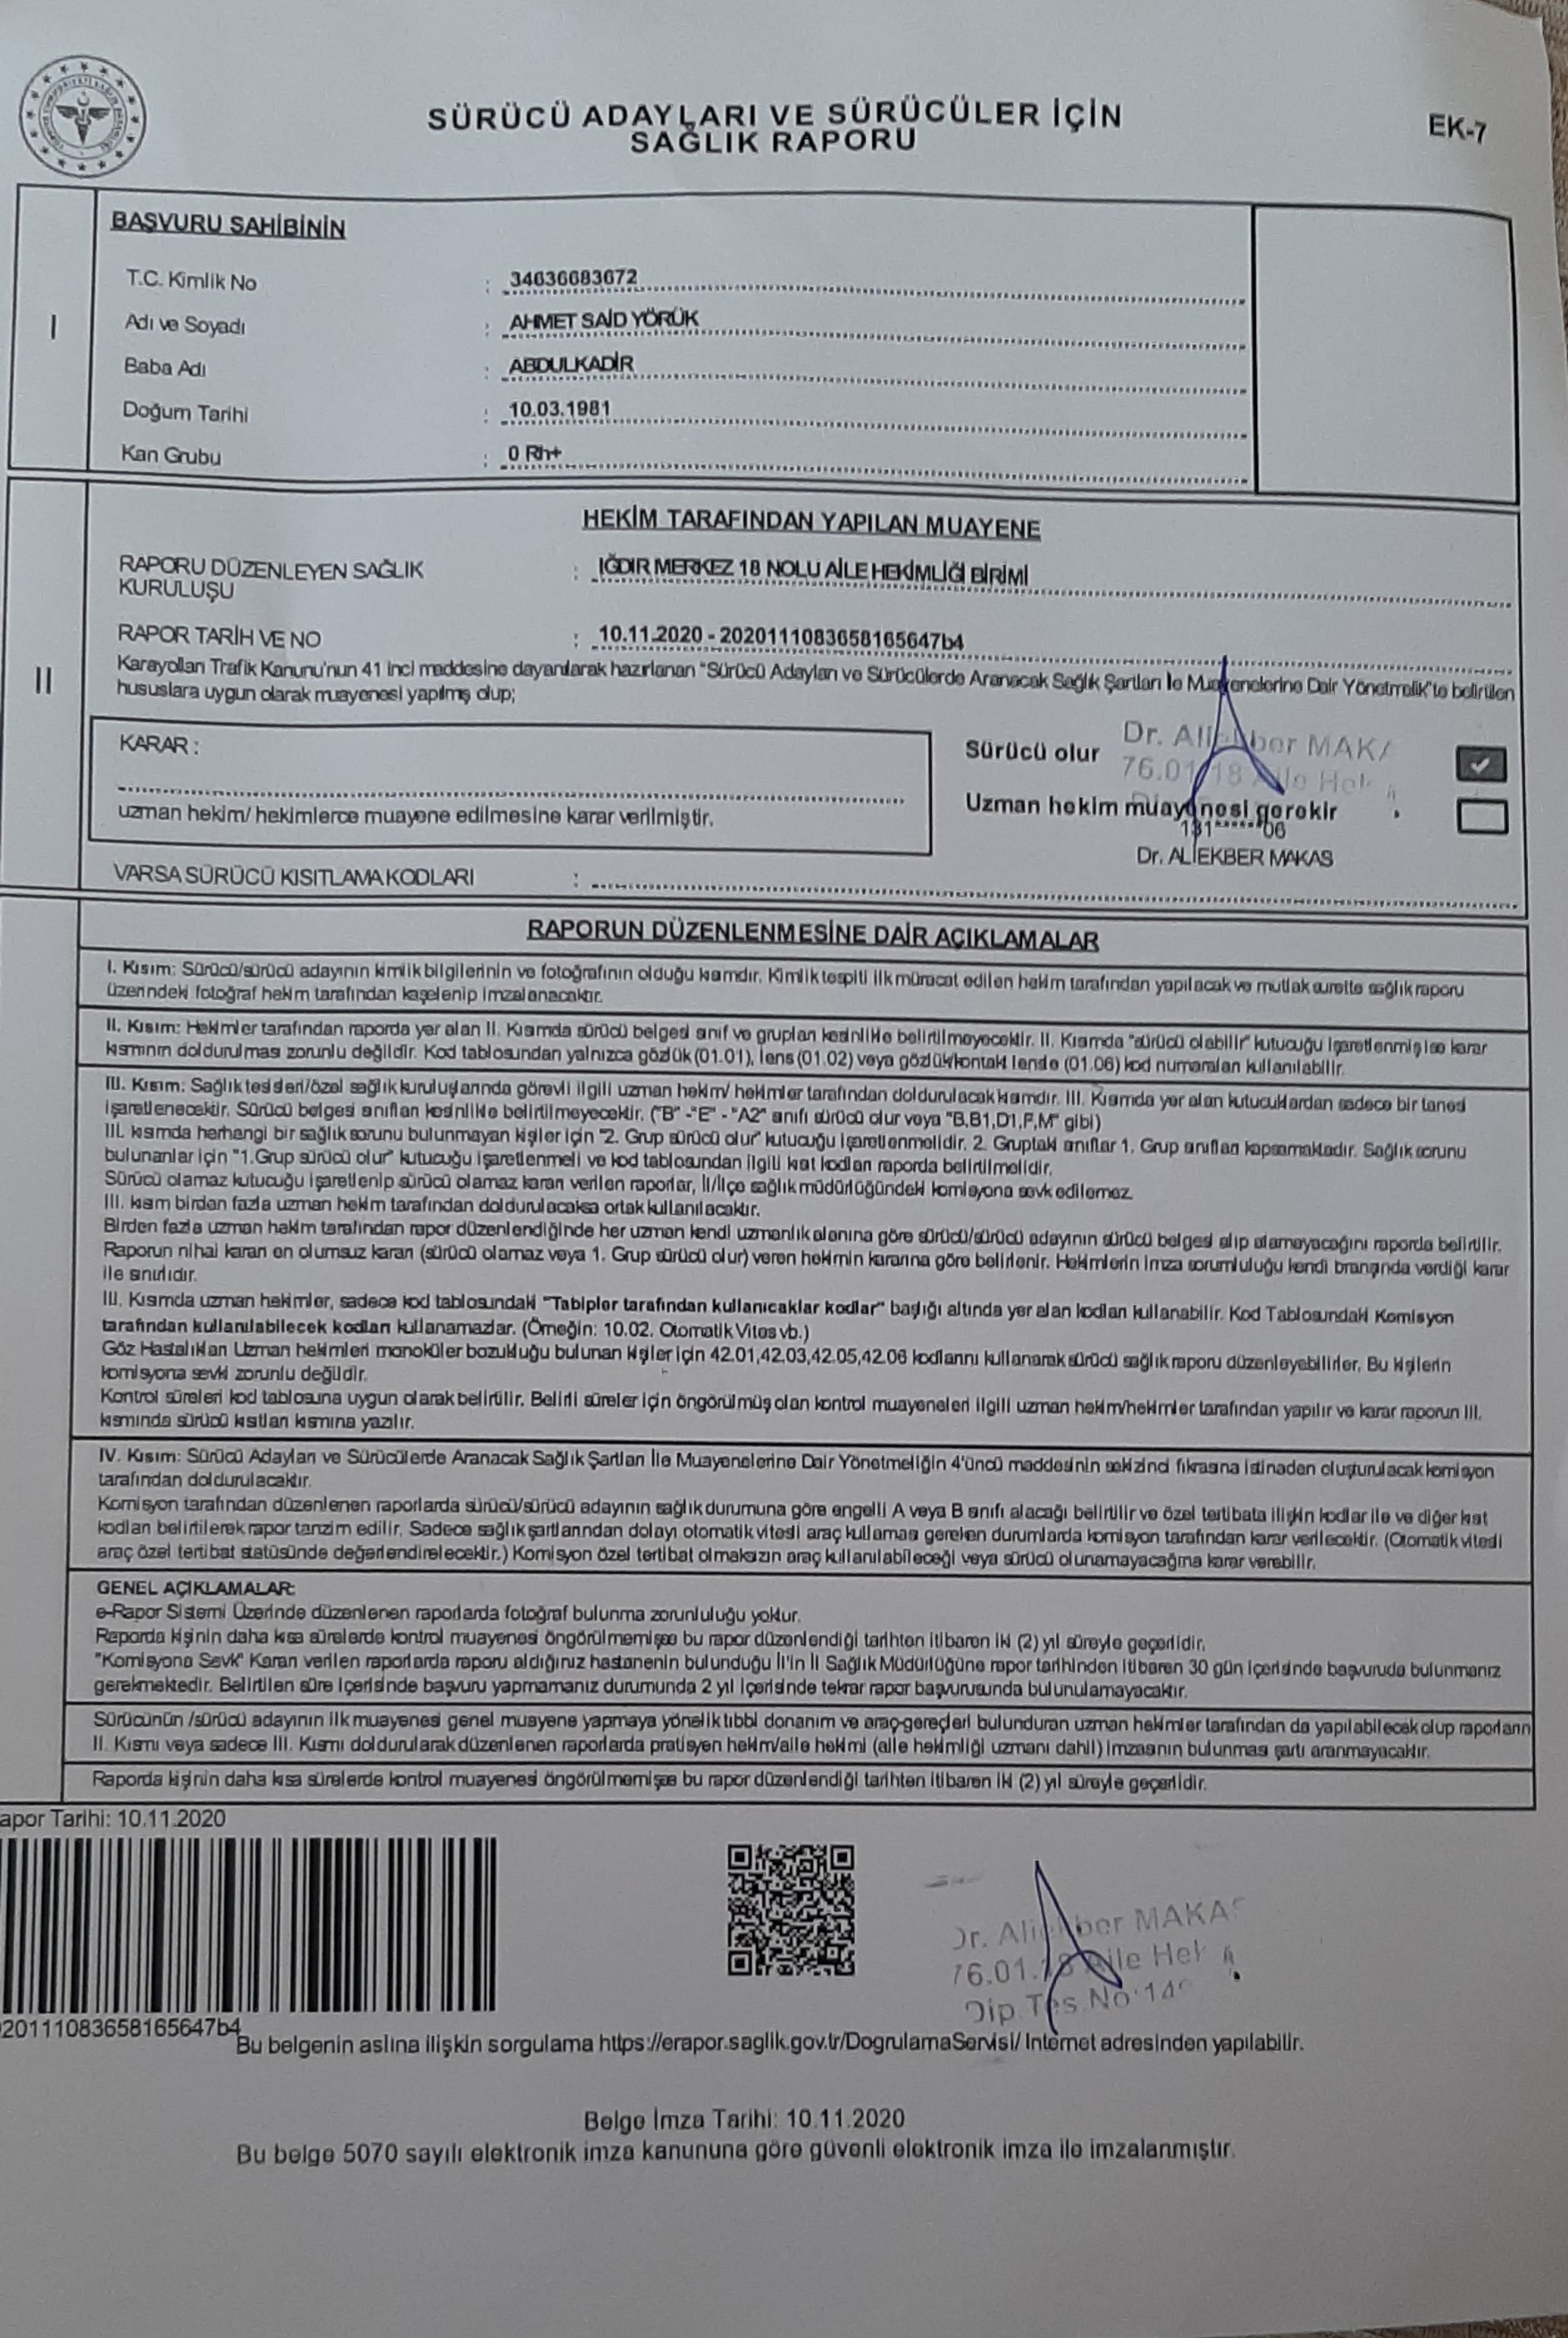 SÜRÜCÜ ADAYLARI VE SÜRÜCÜLER İÇİN
SAĞLIK RAPORU
EK-7
I
BAŞVURU SAHİBİNİN
T.C. Kimlik No : 34636683672
Adı ve Soyadı : AHMET SAİD YÖRÜK
Baba Adı : ABDULKADİR
Doğum Tarihi : 10.03.1981
Kan Grubu : 0 Rh+
II
HEKİM TARAFINDAN YAPILAN MUAYENE
RAPORU DÜZENLEYEN SAĞLIK : IĞDIR MERKEZ 18 NOLU AİLE HEKİMLİĞİ BİRİMİ
KURULUŞU
RAPOR TARİH VE NO : 10.11.2020 - 2020111083658165647b4
Karayolları Trafik Kanunu'nun 41 inci maddesine dayanılarak hazırlanan "Sürücü Adayları ve Sürücülerde Aranacak Sağlık Şartları İle Muayenelerine Dair Yönetmelik'te belirtilen
hususlara uygun olarak muayenesi yapılmış olup;
KARAR :
uzman hekim/ hekimlerce muayene edilmesine karar verilmiştir.
Sürücü olur
Dr. Aliekber MAKA
76.01.18 Aile Hek
Uzman hekim muayenesi gerekir
131******06
Dr. ALİEKBER MAKAS
VARSA SÜRÜCÜ KISITLAMA KODLARI :
RAPORUN DÜZENLENMESİNE DAİR AÇIKLAMALAR
I. Kısım: Sürücü/sürücü adayının kimlik bilgilerinin ve fotoğrafının olduğu kısımdır. Kimlik tespiti ilk müracat edilen hekim tarafından yapılacak ve mutlak surette sağlık raporu
üzerindeki fotoğraf hekim tarafından kaşelenip imzalanacaktır.
II. Kısım: Hekimler tarafından raporda yer alan II. Kısımda sürücü belgesi sınıf ve grupları kesinlikle belirtilmeyecektir. II. Kısımda "sürücü olabilir" kutucuğu işaretlenmiş ise karar
kısmının doldurulması zorunlu değildir. Kod tablosundan yalnızca gözlük (01.01), lens (01.02) veya gözlük/kontakt lensle (01.06) kod numaraları kullanılabilir.
III. Kısım: Sağlık tesisleri/özel sağlık kuruluşlarında görevli ilgili uzman hekim/ hekimler tarafından doldurulacak kısımdır. III. Kısımda yer alan kutucuklardan sadece bir tanesi
işaretlenecektir. Sürücü belgesi sınıfları kesinlikle belirtilmeyecektir. ("B" -"E" - "A2" sınıfı sürücü olur veya "B,B1,D1,F,M" gibi)
III. kısımda herhangi bir sağlık sorunu bulunmayan kişiler için "2. Grup sürücü olur" kutucuğu işaretlenmelidir. 2. Gruptaki sınıflar 1. Grup sınıfları kapsamaktadır. Sağlık sorunu
bulunanlar için "1.Grup sürücü olur" kutucuğu işaretlenmeli ve kod tablosundan ilgili kısıt kodları raporda belirtilmelidir.
Sürücü olamaz kutucuğu işaretlenip sürücü olamaz kararı verilen raporlar, İl/İlçe sağlık müdürlüğündeki komisyona sevk edilemez.
III. kısım birden fazla uzman hekim tarafından doldurulacaksa ortak kullanılacaktır.
Birden fazla uzman hakim tarafından rapor düzenlendiğinde her uzman kendi uzmanlık alanına göre sürücü/sürücü adayının sürücü belgesi alıp alamayacağını raporda belirtilir.
Raporun nihai kararı en olumsuz kararı (sürücü olamaz veya 1. Grup sürücü olur) veren hekimin kararına göre belirlenir. Hekimlerin imza sorumluluğu kendi branşında verdiği karar
ile sınırlıdır.
III. Kısımda uzman hekimler, sadece kod tablosundaki "Tabipler tarafından kullanıcaklar kodlar" başlığı altında yer alan kodları kullanabilir. Kod Tablosundaki Komisyon
tarafından kullanılabilecek kodları kullanamazlar. (Örneğin: 10.02. Otomatik Vites vb.)
Göz Hastalıkları Uzman hekimleri monoküler bozukluğu bulunan kişiler için 42.01,42.03,42.05,42.06 kodlarını kullanarak sürücü sağlık raporu düzenleyebilirler. Bu kişilerin
komisyona sevki zorunlu değildir.
Kontrol süreleri kod tablosuna uygun olarak belirtilir. Belirli süreler için öngörülmüş olan kontrol muayeneleri ilgili uzman hekim/hekimler tarafından yapılır ve karar raporun III.
kısmında sürücü kısıtları kısmına yazılır.
IV. Kısım: Sürücü Adayları ve Sürücülerde Aranacak Sağlık Şartları İle Muayenelerine Dair Yönetmeliğin 4'üncü maddesinin sekizinci fıkrasına istinaden oluşturulacak komisyon
tarafından doldurulacaktır.
Komisyon tarafından düzenlenen raporlarda sürücü/sürücü adayının sağlık durumuna göre engelli A veya B sınıfı alacağı belirtilir ve özel tertibata ilişkin kodlar ile ve diğer kısıt
kodları belirtilerek rapor tanzim edilir. Sadece sağlık şartlarından dolayı otomatik vitesli araç kullaması gereken durumlarda komisyon tarafından karar verilecektir. (Otomatik vitesli
araç özel tertibat statüsünde değerlendirelecektir.) Komisyon özel tertibat olmaksızın araç kullanılabileceği veya sürücü olunamayacağına karar verebilir.
GENEL AÇIKLAMALAR:
e-Rapor Sistemi Üzerinde düzenlenen raporlarda fotoğraf bulunma zorunluluğu yoktur.
Raporda kişinin daha kısa sürelerde kontrol muayenesi öngörülmemişse bu rapor düzenlendiği tarihten itibaren iki (2) yıl süreyle geçerlidir.
"Komisyona Sevk" Kararı verilen raporlarda raporu aldığınız hastanenin bulunduğu İl'in İl Sağlık Müdürlüğüne rapor tarihinden itibaren 30 gün içerisinde başvuruda bulunmanız
gerekmektedir. Belirtilen süre içerisinde başvuru yapmamanız durumunda 2 yıl içerisinde tekrar rapor başvurusunda bulunulamayacaktır.
Sürücünün /sürücü adayının ilk muayenesi genel muayene yapmaya yönelik tıbbi donanım ve araç-gereçleri bulunduran uzman hekimler tarafından da yapılabilecek olup raporların
II. Kısmı veya sadece III. Kısmı doldurularak düzenlenen raporlarda pratisyen hekim/aile hekimi (aile hekimliği uzmanı dahil) imzasının bulunması şartı aranmayacaktır.
Raporda kişinin daha kısa sürelerde kontrol muayenesi öngörülmemişse bu rapor düzenlendiği tarihten itibaren iki (2) yıl süreyle geçerlidir.
apor Tarihi: 10.11.2020
Dr. Aliekber MAKAS
76.01.18 Aile Hek
Dip Tes No:14
2020111083658165647b4
Bu belgenin aslına ilişkin sorgulama https://erapor.saglik.gov.tr/DogrulamaServisi/ Internet adresinden yapılabilir.
Belge İmza Tarihi: 10.11.2020
Bu belge 5070 sayılı elektronik imza kanununa göre güvenli elektronik imza ile imzalanmıştır.